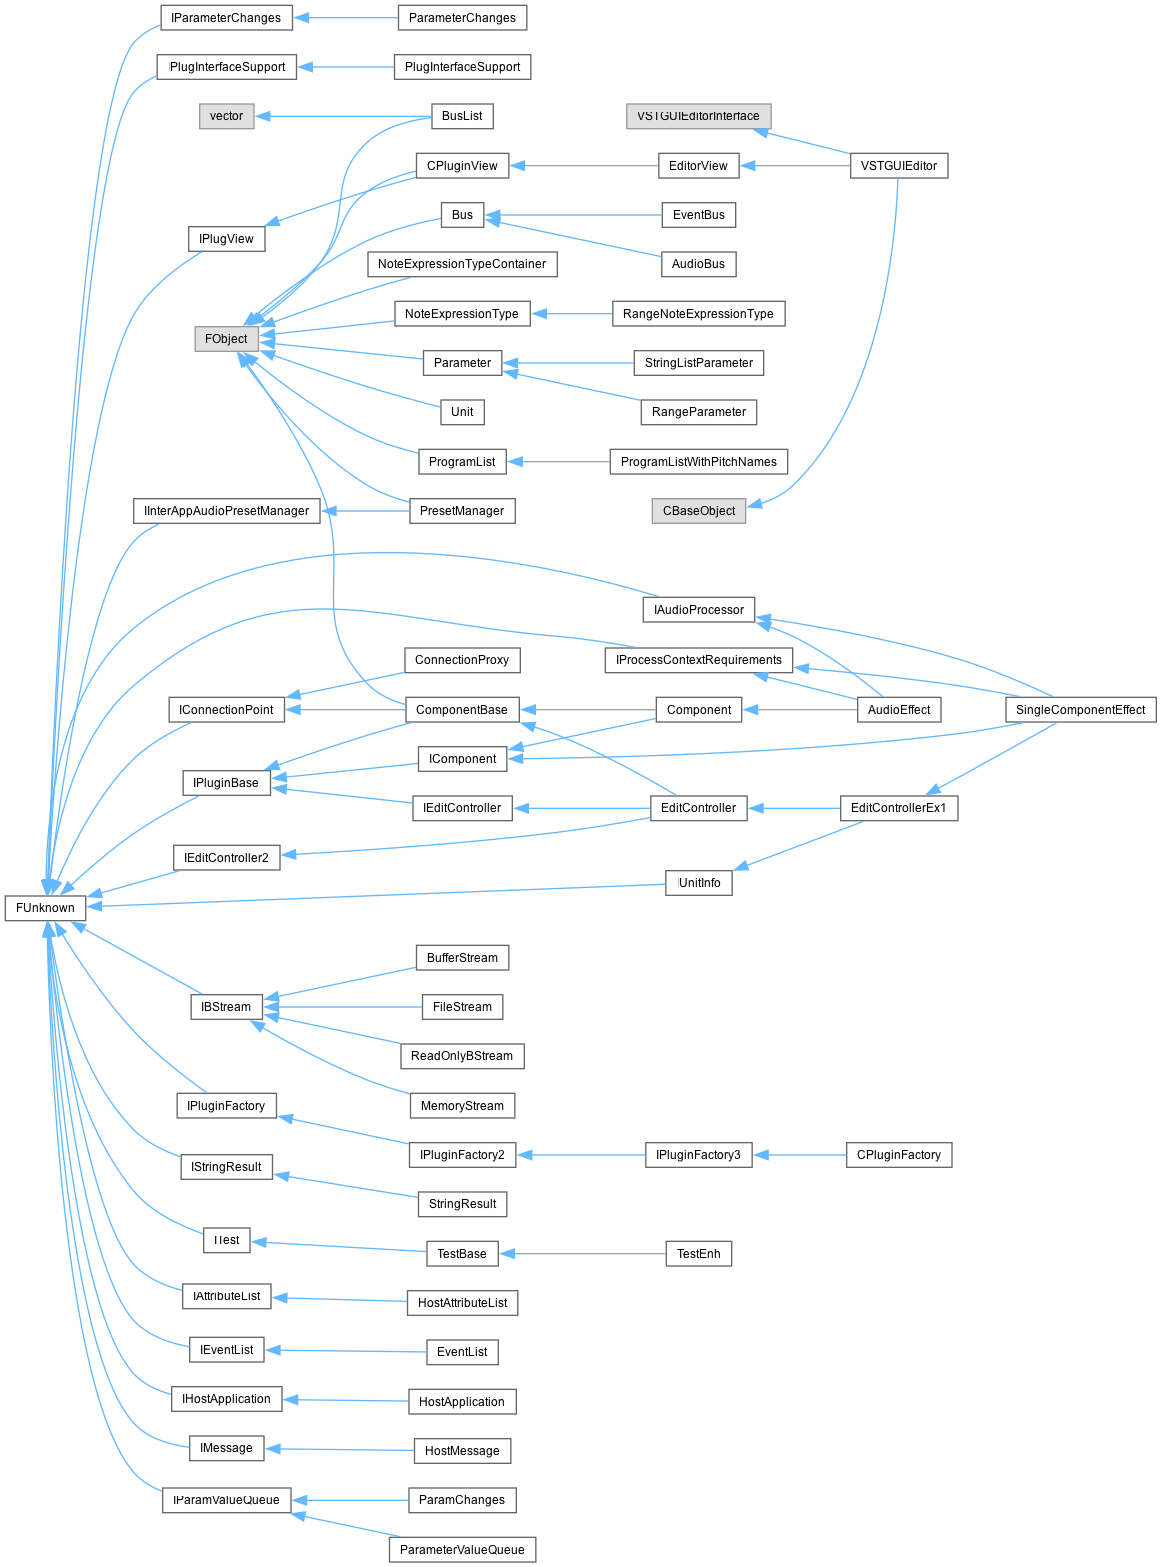 IParameterChanges
ParameterChanges
IPlugInterfaceSupport
PlugInterfaceSupport
vector
BusList
VSTGUIEditorInterface
CPluginView
EditorView
VSTGUIEditor
Bus
EventBus
IPlugView
NoteExpressionTypeContainer
AudioBus
NoteExpressionType
RangeNoteExpressionType
FObject
Parameter
StringListParameter
Unit
RangeParameter
ProgramList
ProgramListWithPitchNames
IInterAppAudioPresetManager
PresetManager
CBaseObject
IAudioProcessor
ConnectionProxy
IProcessContextRequirements
IConnectionPoint
ComponentBase
Component
AudioEffect
SingleComponentEffect
IComponent
IPluginBase
IEditController
EditController
EditControllerEx1
IEditController2
IUnitInfo
FUnknown
BufferStream
IBStream
FileStream
ReadOnlyBStream
IPluginFactory
MemoryStream
IPluginFactory2
IPluginFactory3
CPluginFactory
IStringResult
StringResult
ITest
TestBase
TestEnh
IAttributeList
HostAttributeList
IEventList
EventList
IHostApplication
HostApplication
IMessage
HostMessage
IParamValueQueue
ParamChanges
ParameterValueQueue